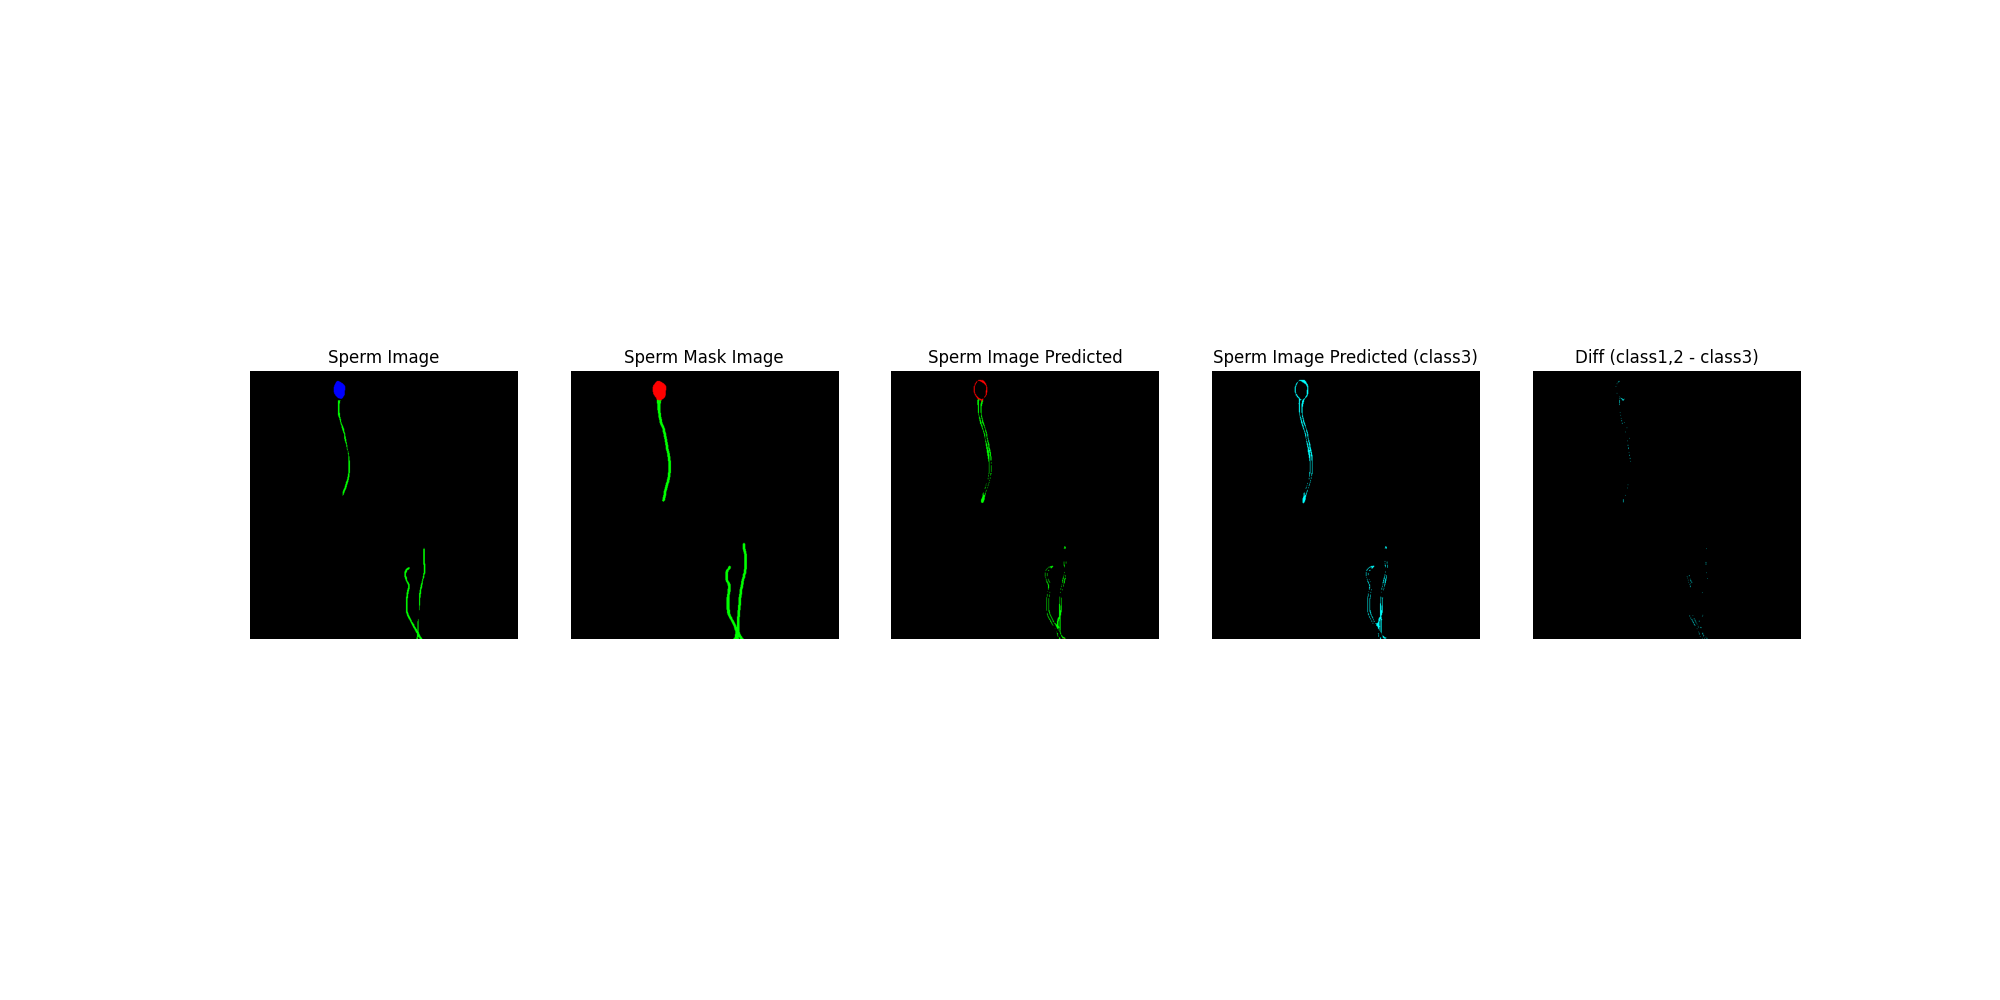 Sperm Image
Sperm Mask Image
Sperm Image Predicted
Sperm Image Predicted (class3)
Diff (class1,2 - class3)